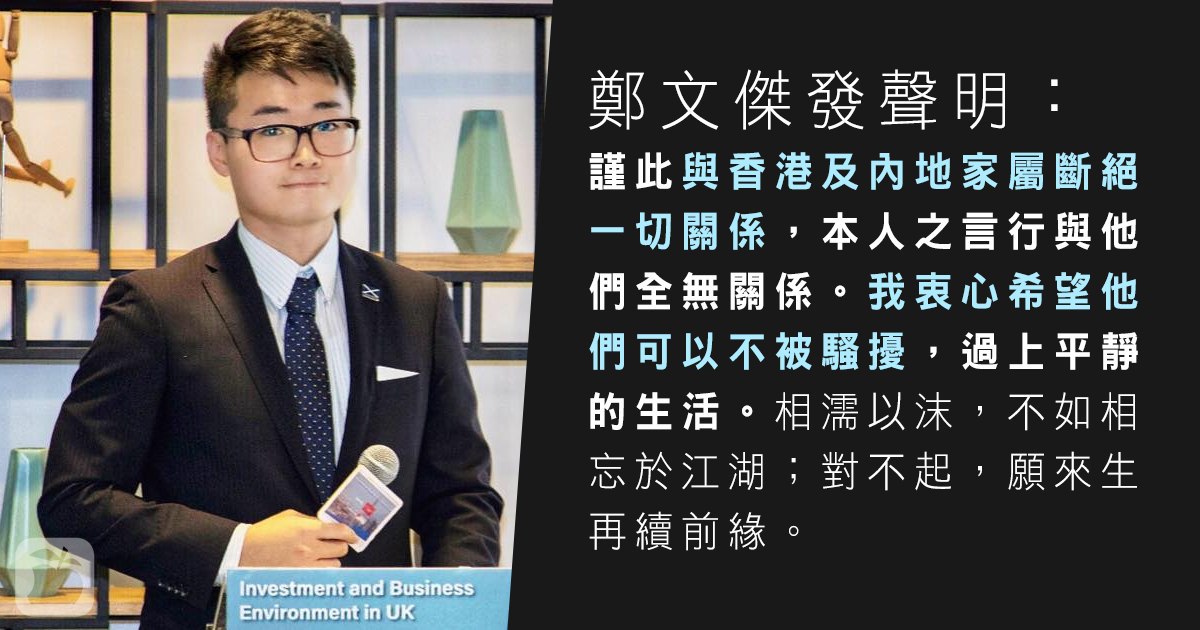 鄭文傑發聲明：
謹此與香港及內地家屬斷絕
一切關係，本人之言行與他
們全無關係。我衷心希望他
們可以不被騷擾，過上平靜
的生活。相濡以沫，不如相
忘於江湖；對不起，願來生
再續前緣。
Investment and Business
Environment in UK